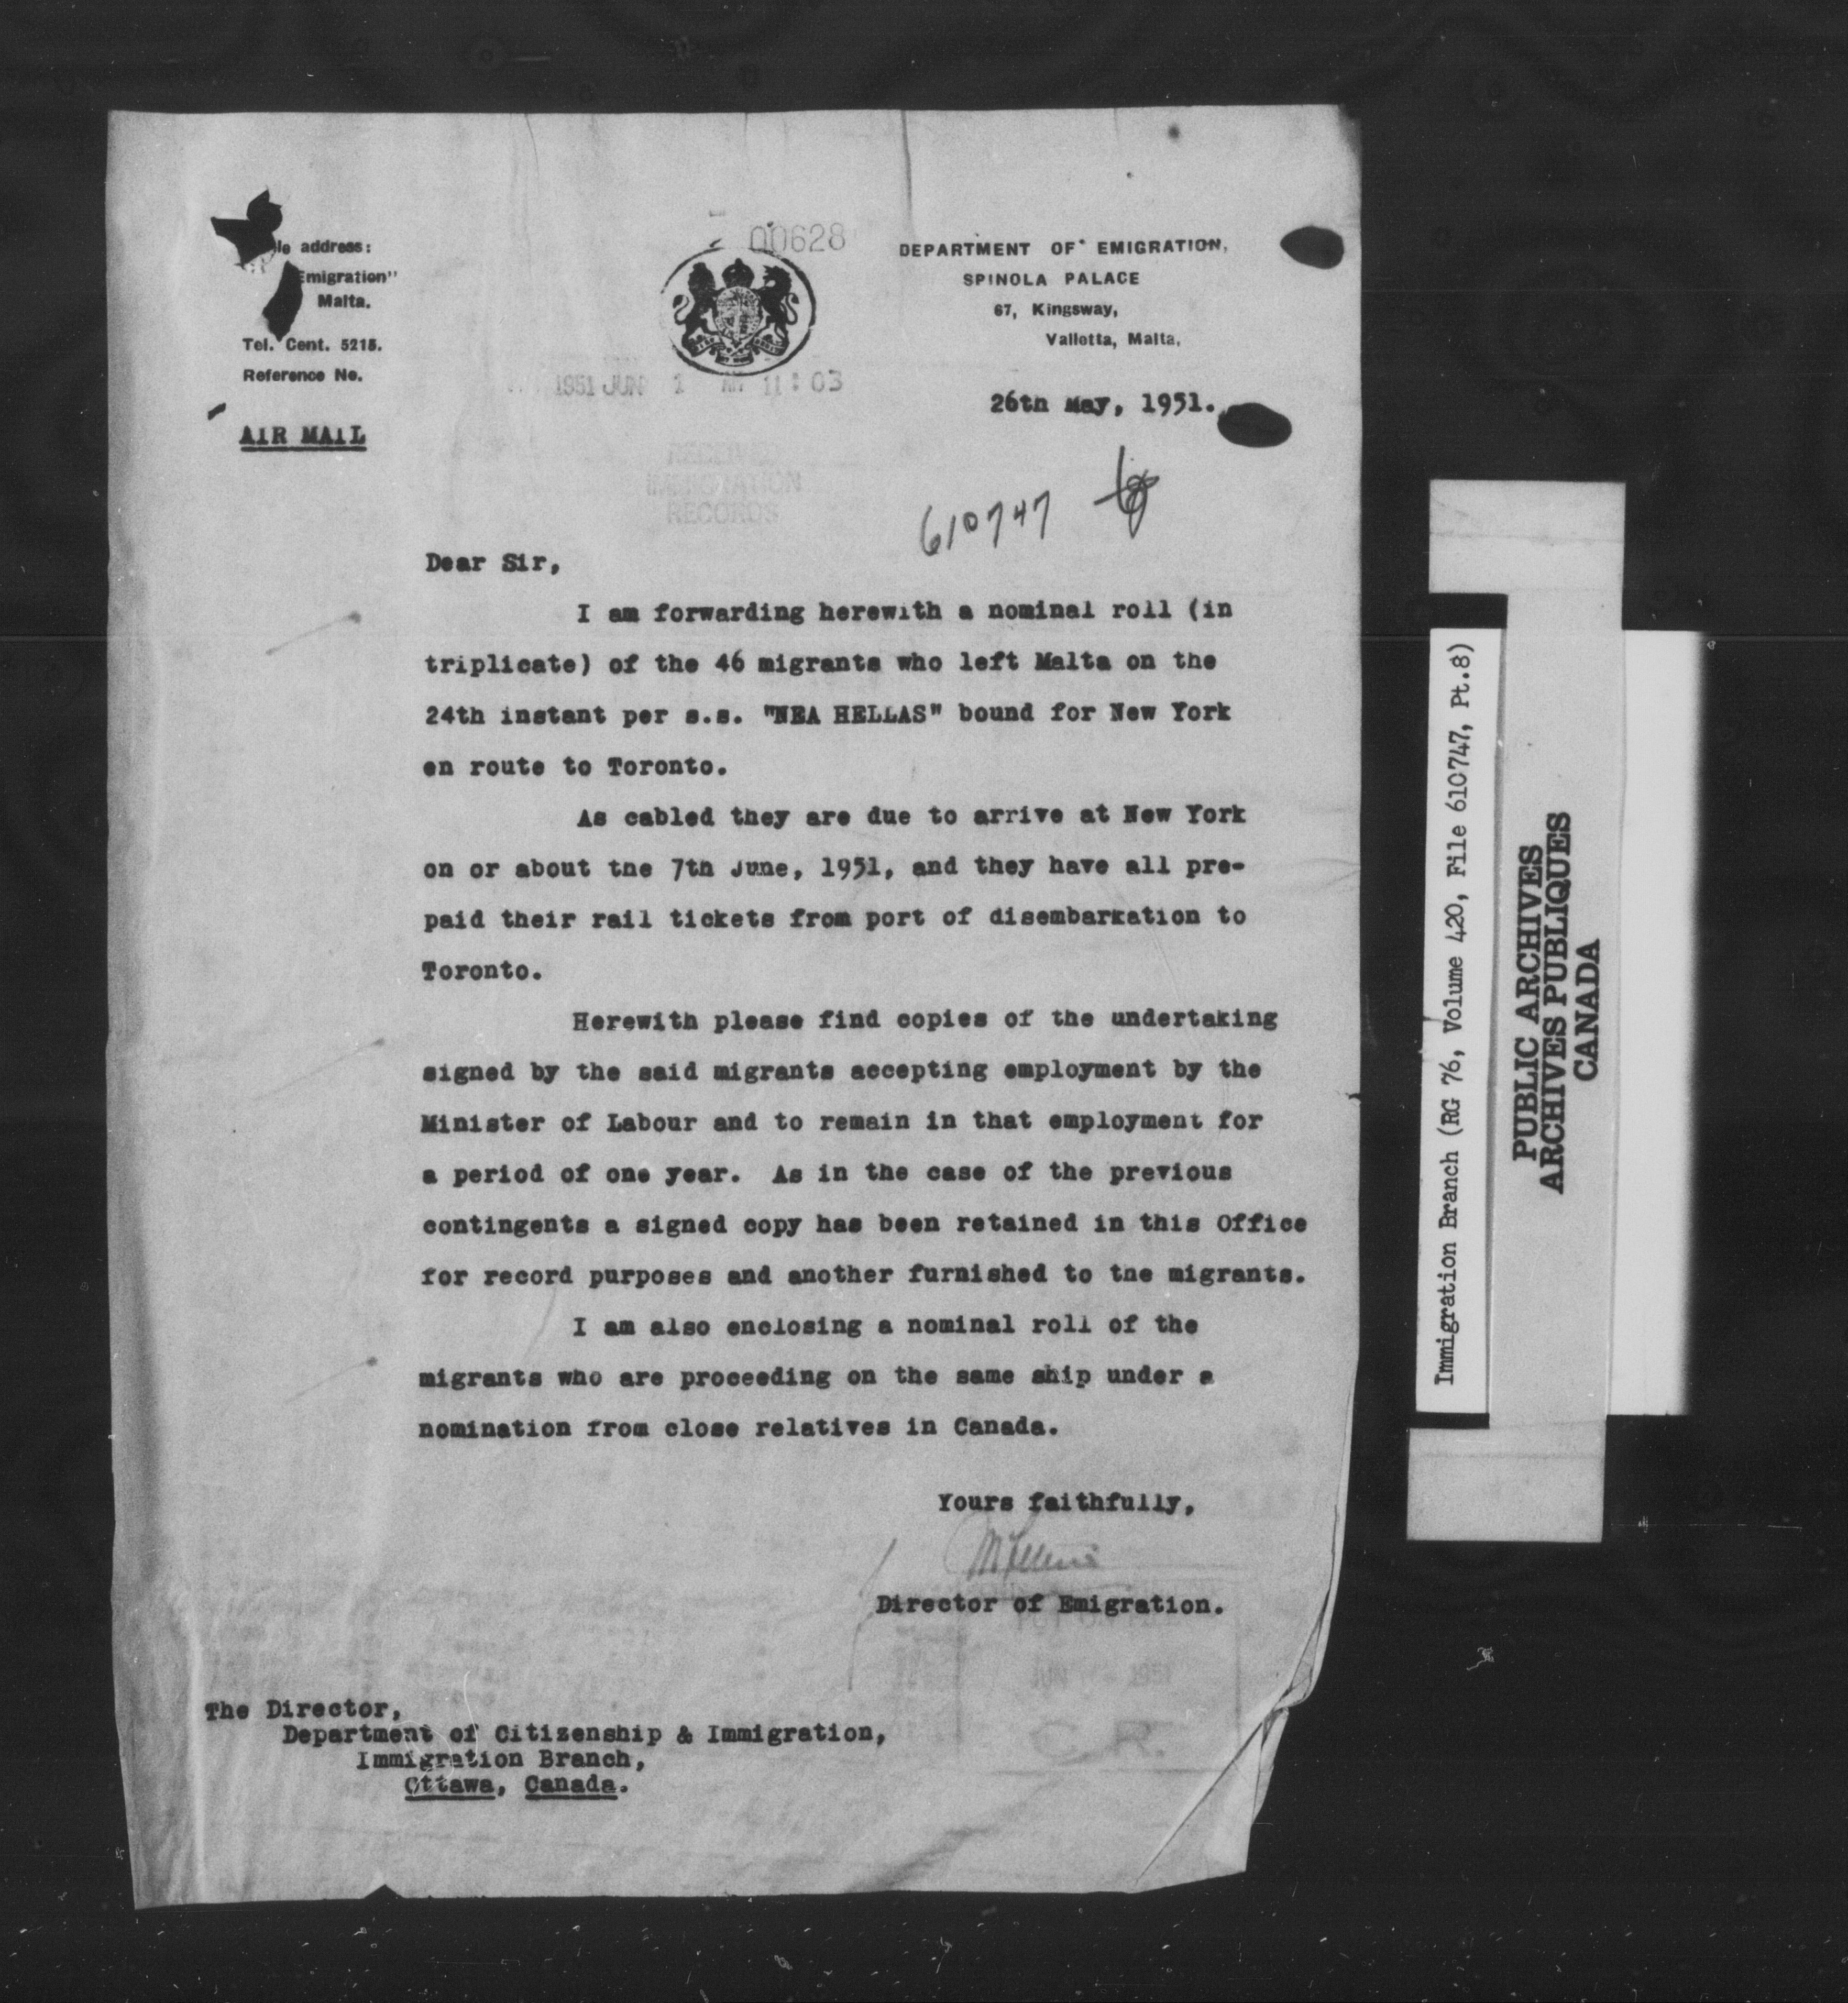 address:
Emigration"
Malta.
Tel. Cent. 5215.
Reference No.
AIR MAIL
00628
1951 JUN 1 AM 11:03
RECEIVED
IMMIGRATION
RECORDS
DEPARTMENT OF EMIGRATION,
SPINOLA PALACE
67, Kingsway,
Valletta, Malta.
26th May, 1951.
610747
Dear Sir,
I am forwarding herewith a nominal roll (in
triplicate) of the 46 migrants who left Malta on the
24th instant per s.s. "NEA HELLAS" bound for New York
en route to Toronto.
As cabled they are due to arrive at New York
on or about the 7th June, 1951, and they have all pre-
paid their rail tickets from port of disembarkation to
Toronto.
Herewith please find copies of the undertaking
signed by the said migrants accepting employment by the
Minister of Labour and to remain in that employment for
a period of one year. As in the case of the previous
contingents a signed copy has been retained in this Office
for record purposes and another furnished to the migrants.
I am also enclosing a nominal roll of the
migrants who are proceeding on the same ship under a
nomination from close relatives in Canada.
Yours faithfully,
Director of Emigration.
JUN 1951
The Director,
Department of Citizenship & Immigration,
Immigration Branch,
Ottawa, Canada.
Immigration Branch (RG 76, Volume 420, File 610747, Pt.8)
PUBLIC ARCHIVES
ARCHIVES PUBLIQUES
CANADA